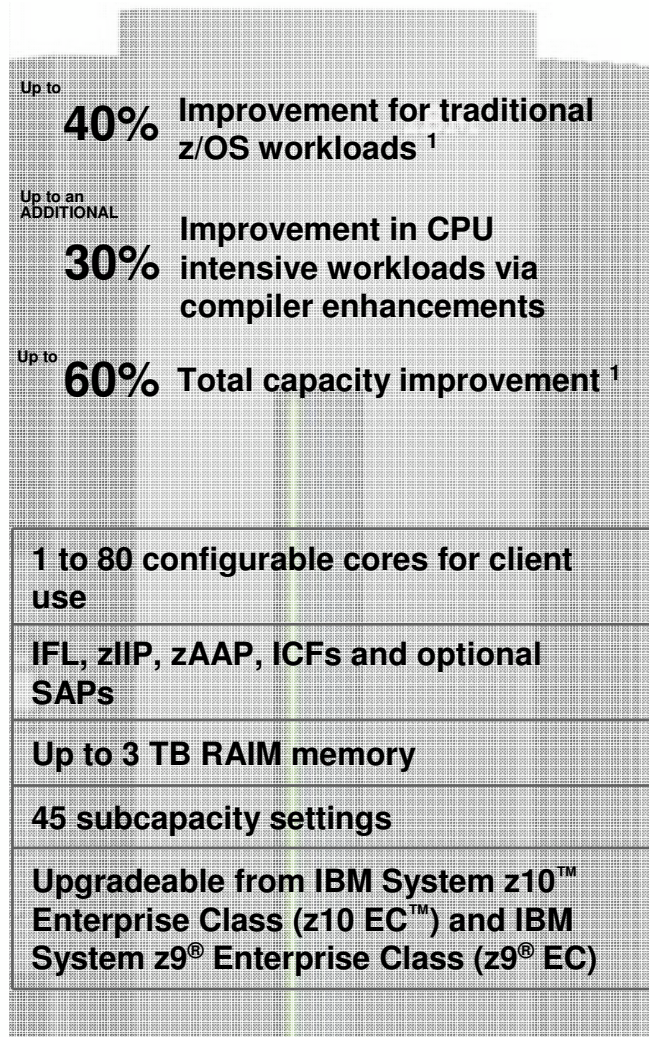 Up to
40% Improvement for traditional
z/OS workloads 1
Up to an
ADDITIONAL
30% Improvement in CPU
intensive workloads via
compiler enhancements
Up to
60% Total capacity improvement 1
1 to 80 configurable cores for client
use
IFL, zIIP, zAAP, ICFs and optional
SAPs
Up to 3 TB RAIM memory
45 subcapacity settings
Upgradeable from IBM System z10™
Enterprise Class (z10 EC™) and IBM
System z9® Enterprise Class (z9® EC)